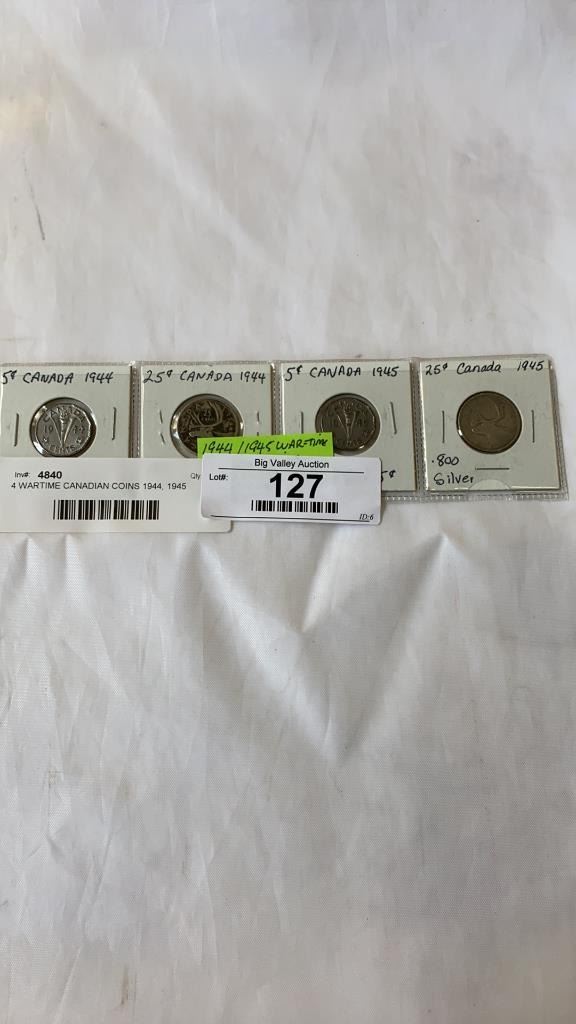 5¢ CANADA 1944
25¢ CANADA 1944
5¢ CANADA 1945
25¢ Canada 1945
.800
Silver
1944/1945 WARTIME
Inv#: 4840
Qty
4 WARTIME CANADIAN COINS 1944, 1945
Big Valley Auction
Lot#:
127
ID:6
5¢